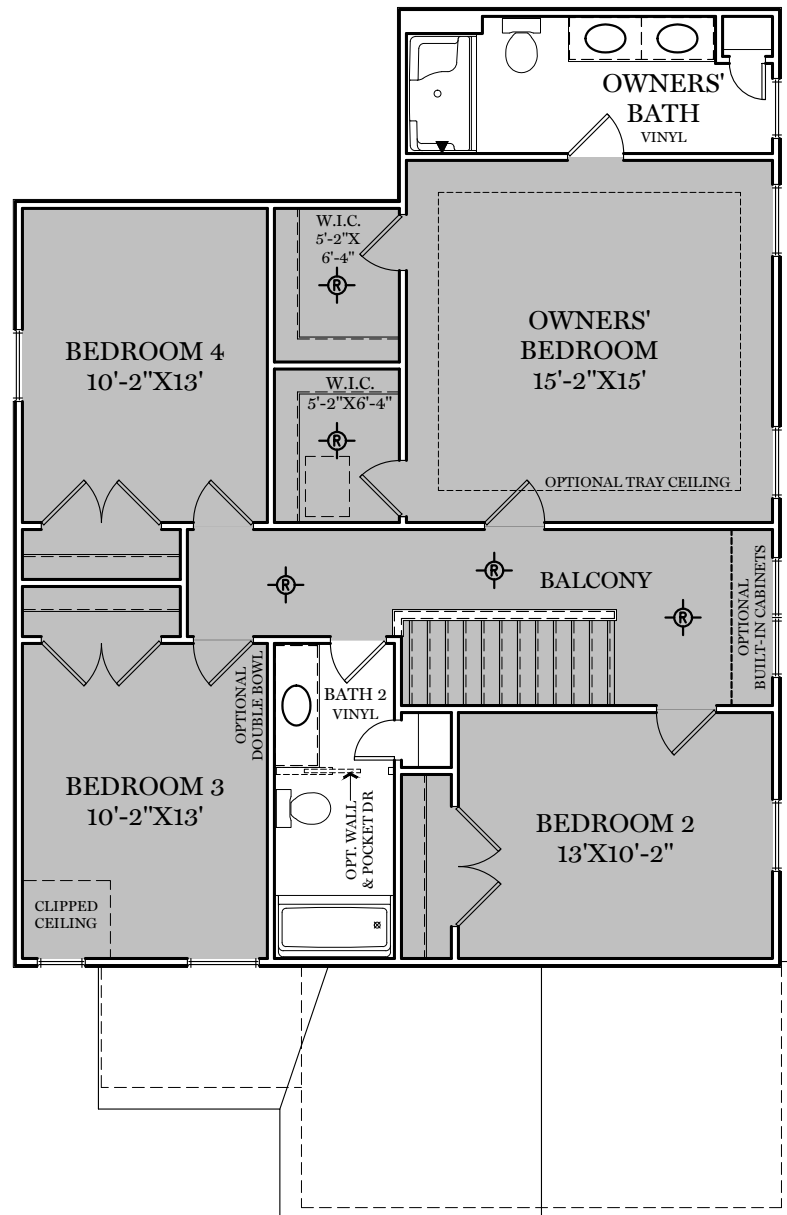 OWNERS'
BATH
VINYL
W.I.C.
5'-2"X
6'-4"
R
OWNERS'
BEDROOM
15'-2"X15'
BEDROOM 4
10'-2"X13'
W.I.C.
5'-2"X6'-4"
R
OPTIONAL TRAY CEILING
R
R
BALCONY
R
OPTIONAL
BUILT-IN CABINETS
OPTIONAL
DOUBLE BOWL
BATH 2
VINYL
BEDROOM 3
10'-2"X13'
OPT. WALL
& POCKET DR
BEDROOM 2
13'X10'-2"
CLIPPED
CEILING